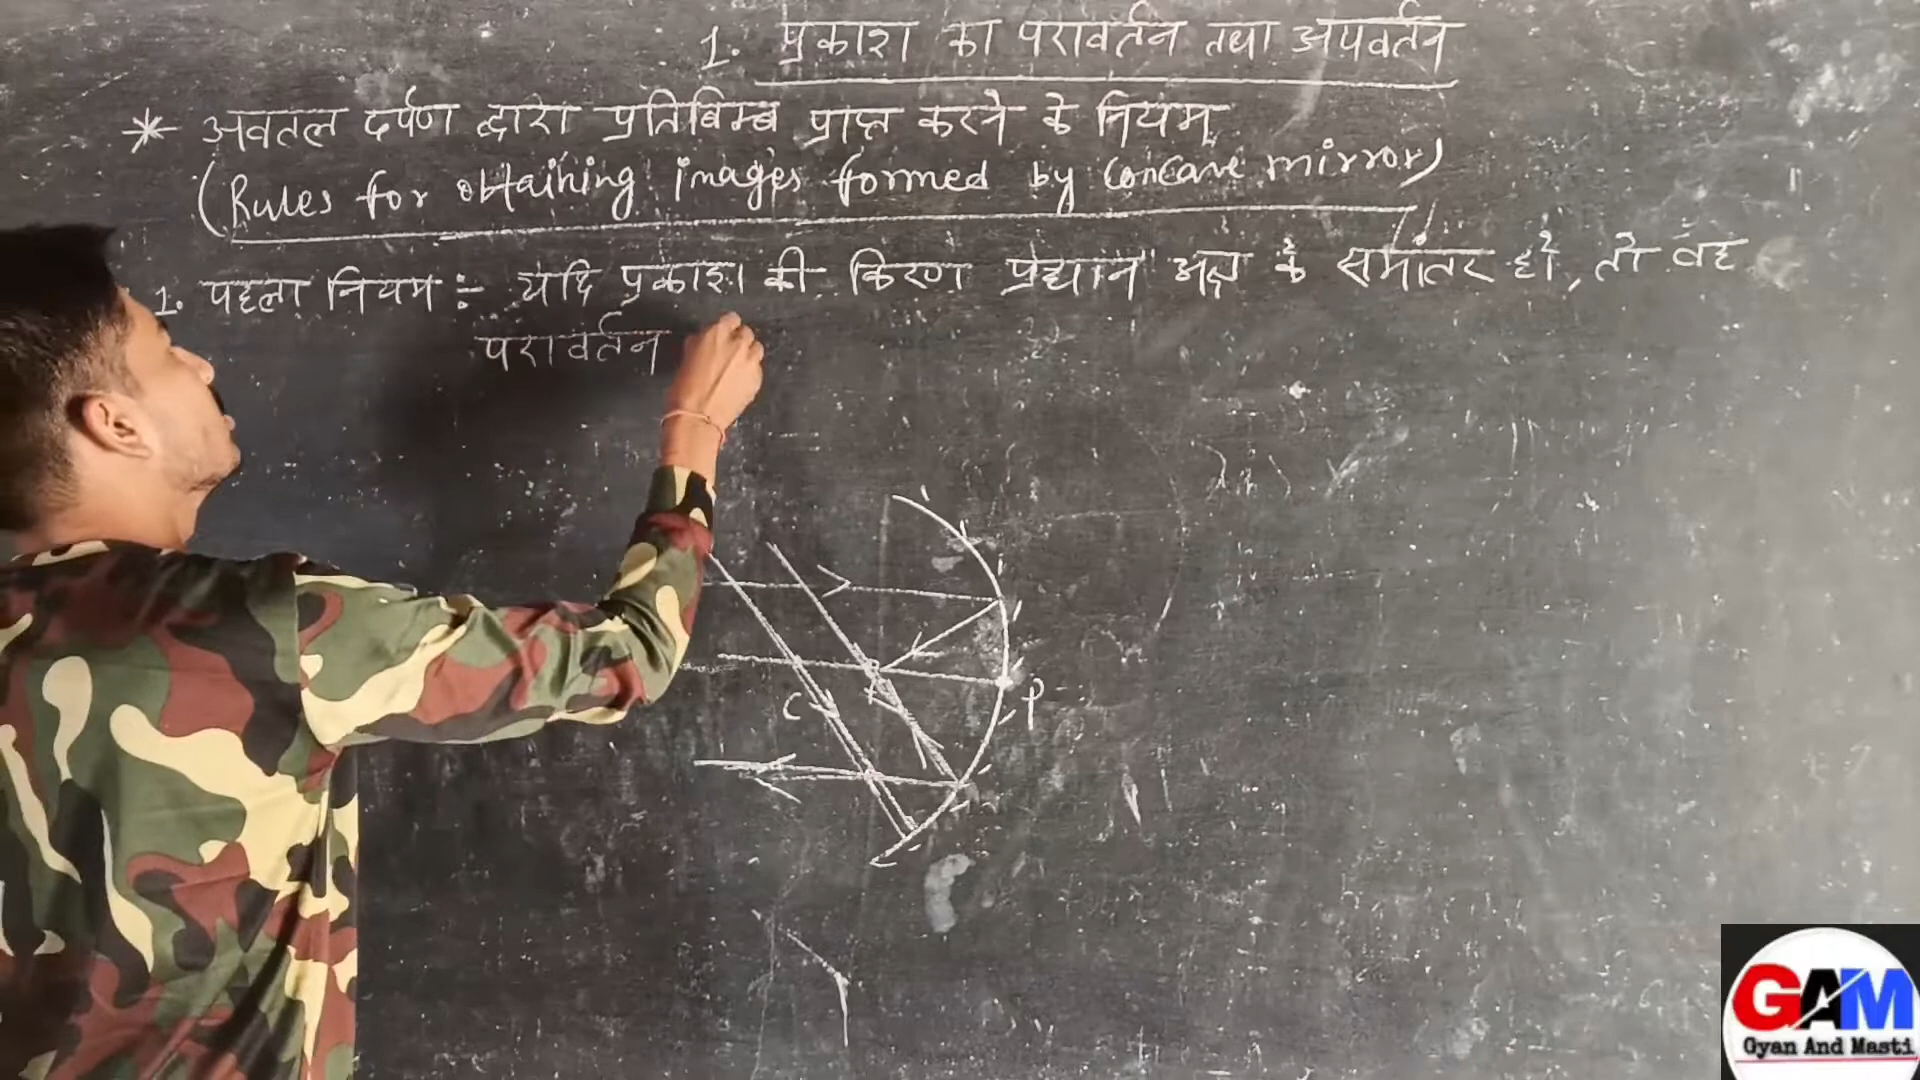 1. प्रकाश का परावर्तन तथा अपवर्तन
* अवतल दर्पण द्वारा प्रतिबिम्ब प्राप्त करने के नियम
(Rules for obtaining images formed by Concave mirror)
1. पहला नियम :- यदि प्रकाश की किरण प्रधान अक्ष के समांतर हो, तो वह
परावर्तन
C
F
P
GAM
Gyan And Masti